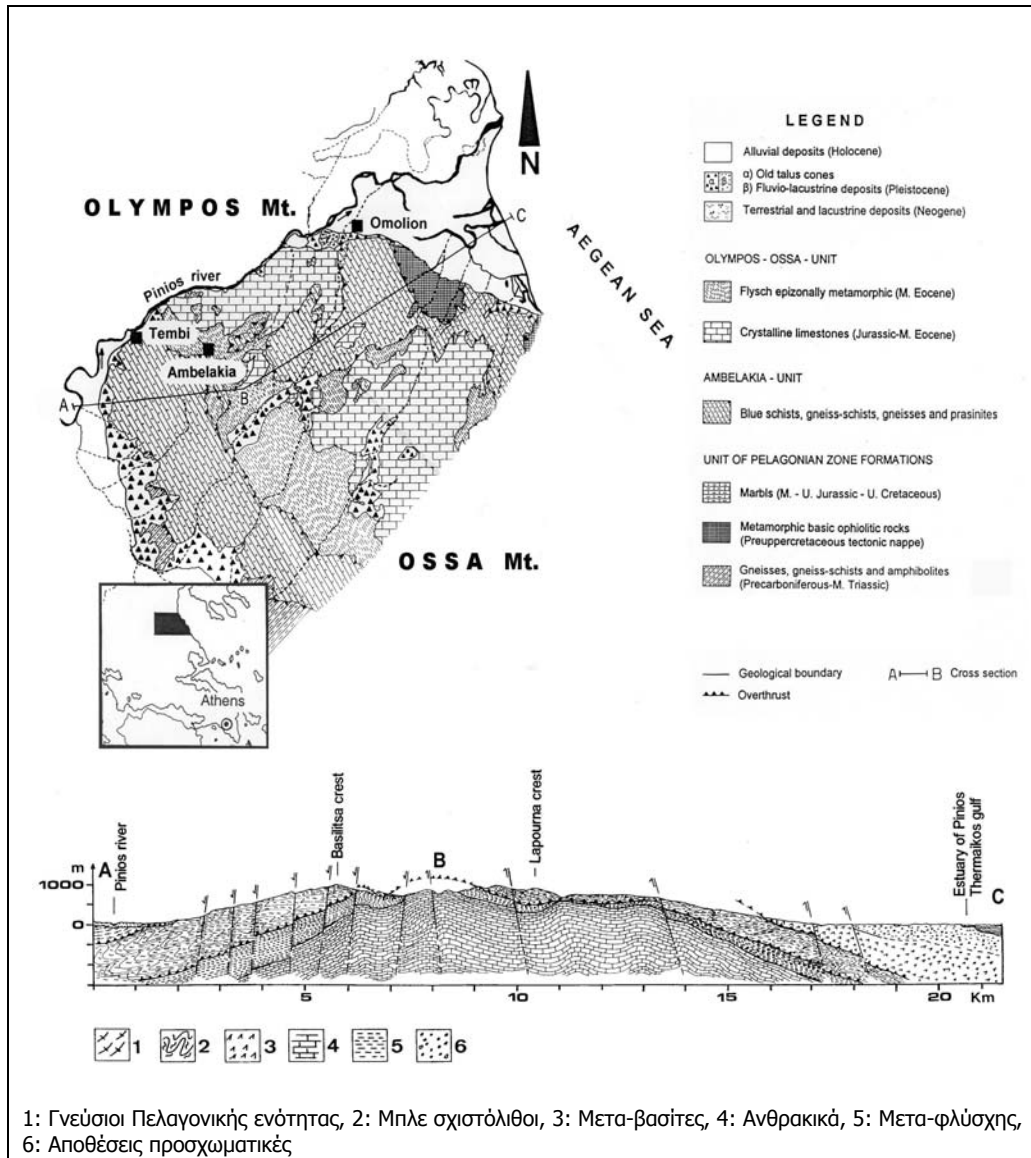 OLYMPOS Mt.
N
Omolion
C
AEGEAN SEA
Pinios river
Tembi
Ambelakia
A
B
OSSA Mt.
Athens
LEGEND
Alluvial deposits (Holocene)
α) Old talus cones
β) Fluvio-lacustrine deposits (Pleistocene)
Terrestrial and lacustrine deposits (Neogene)
OLYMPOS - OSSA - UNIT
Flysch epizonally metamorphic (M. Eocene)
Crystalline limestones (Jurassic-M. Eocene)
AMBELAKIA - UNIT
Blue schists, gneiss-schists, gneisses and prasinites
UNIT OF PELAGONIAN ZONE FORMATIONS
Marbls (M. - U. Jurassic - U. Cretaceous)
Metamorphic basic ophiolitic rocks
(Preuppercretaceous tectonic nappe)
Gneisses, gneiss-schists and amphibolites
(Precarboniferous-M. Triassic)
Geological boundary
A B Cross section
Overthrust
A
Pinios river
Basilitsa crest
B
Lapourna crest
Estuary of Pinios
Thermaikos gulf
C
m
1000
0
5 10 15 20 Km
1 2 3 4 5 6
1: Γνεύσιοι Πελαγονικής ενότητας, 2: Μπλε σχιστόλιθοι, 3: Μετα-βασίτες, 4: Ανθρακικά, 5: Μετα-φλύσχης,
6: Αποθέσεις προσχωματικές